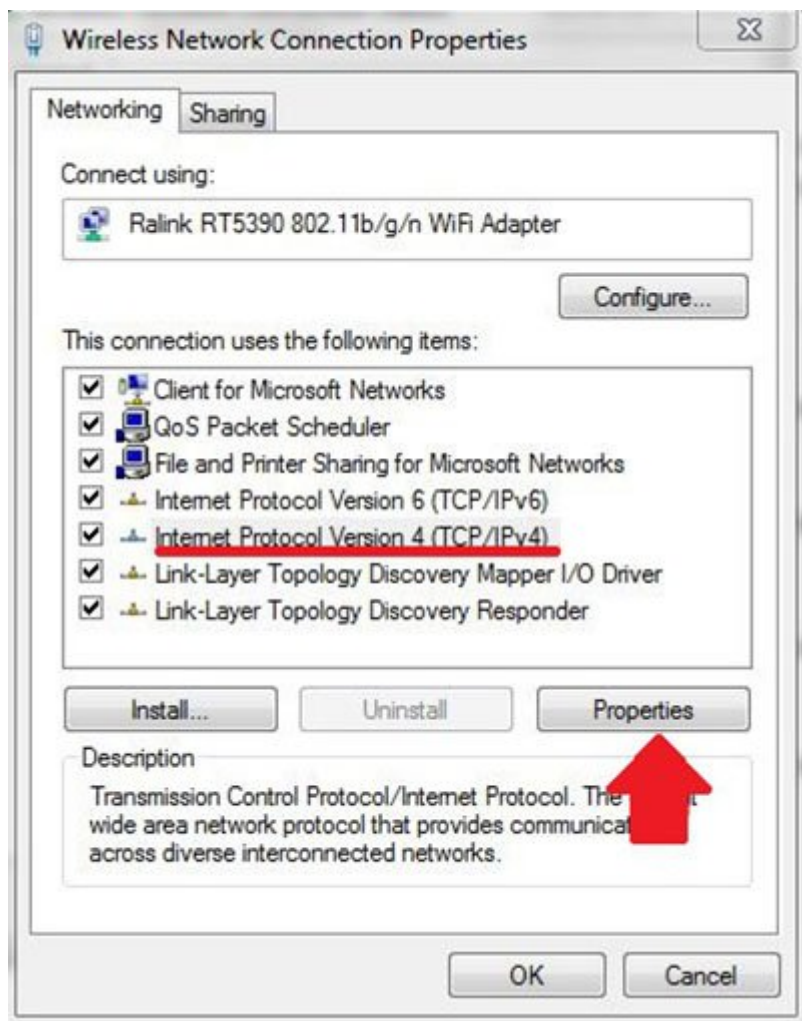 Wireless Network Connection Properties
Networking
Sharing
Connect using:
Ralink RT5390 802.11b/g/n WiFi Adapter
Configure...
This connection uses the following items:
Client for Microsoft Networks
QoS Packet Scheduler
File and Printer Sharing for Microsoft Networks
Internet Protocol Version 6 (TCP/IPv6)
Internet Protocol Version 4 (TCP/IPv4)
Link-Layer Topology Discovery Mapper I/O Driver
Link-Layer Topology Discovery Responder
Install...
Uninstall
Properties
Description
Transmission Control Protocol/Internet Protocol. The
wide area network protocol that provides
across diverse interconnected networks.
OK
Cancel